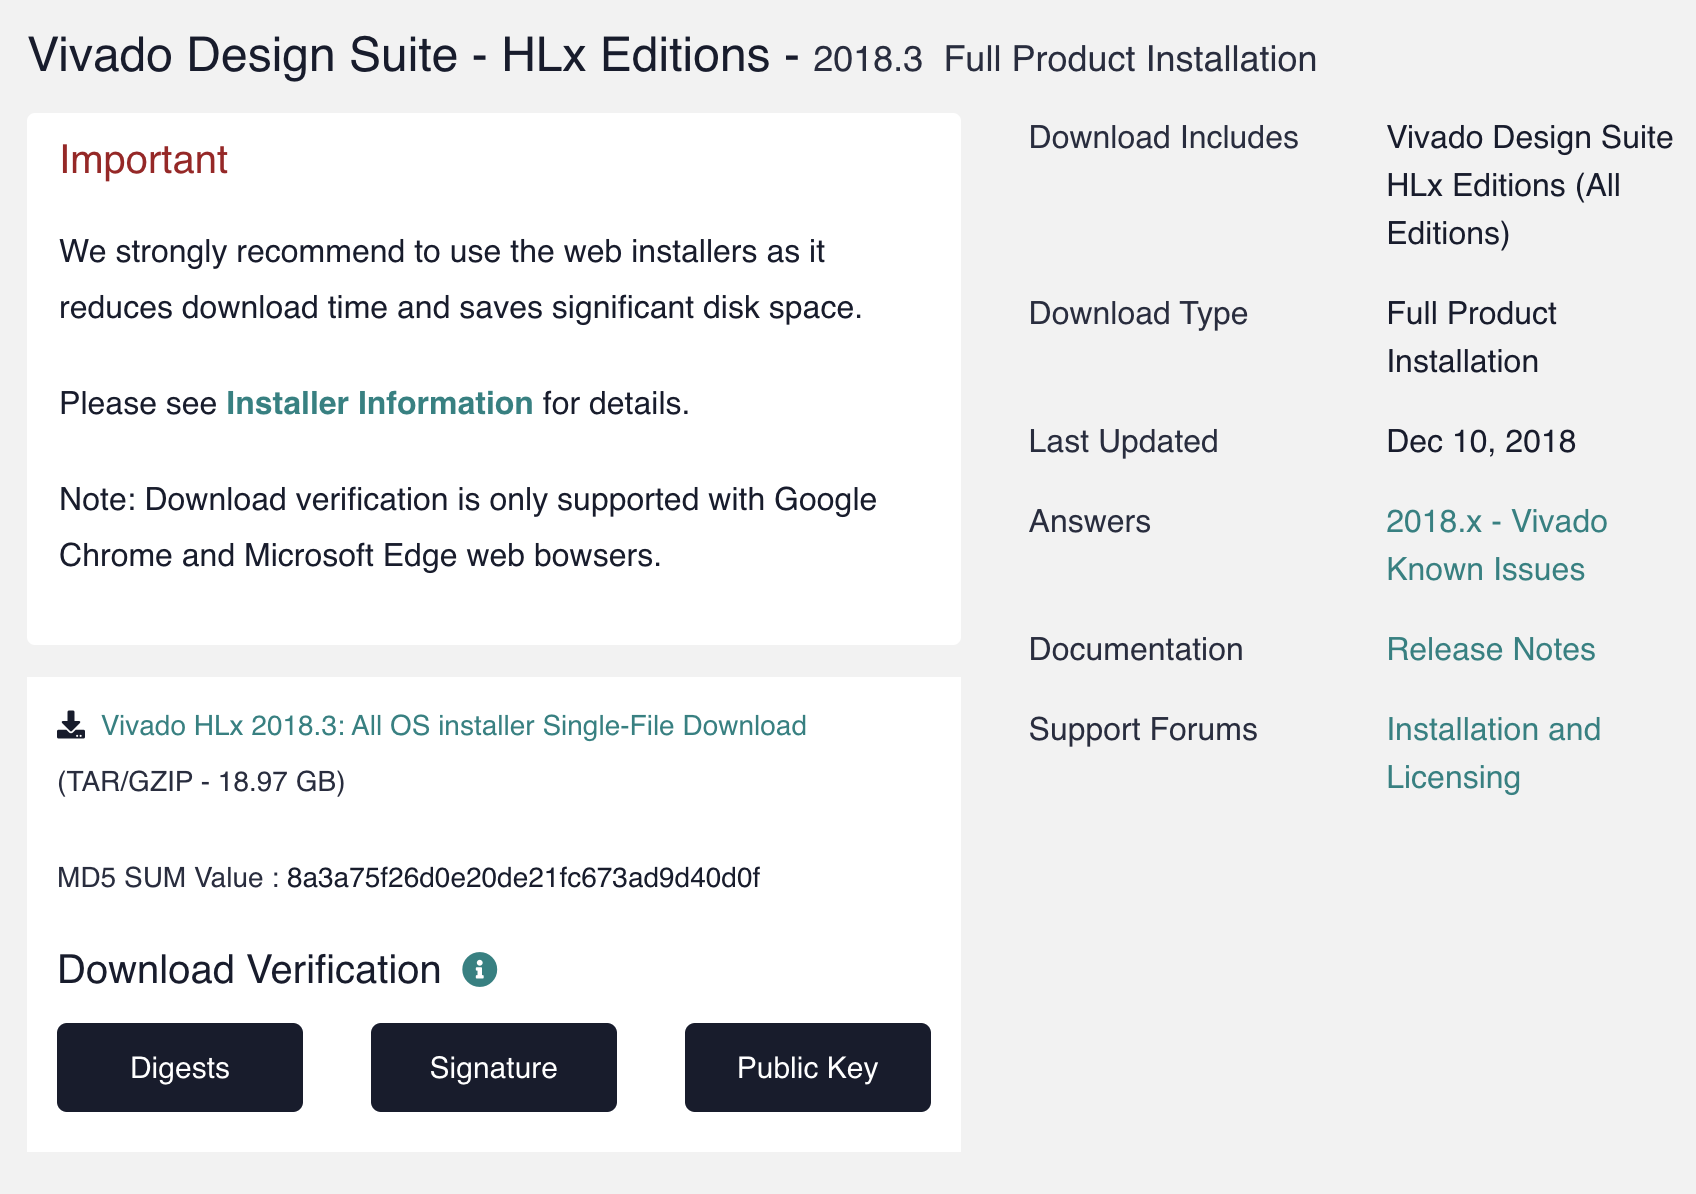 Vivado Design Suite - HLx Editions - 2018.3 Full Product Installation
Important
We strongly recommend to use the web installers as it
reduces download time and saves significant disk space.
Please see Installer Information for details.
Note: Download verification is only supported with Google
Chrome and Microsoft Edge web bowsers.
Vivado HLx 2018.3: All OS installer Single-File Download
(TAR/GZIP - 18.97 GB)
MD5 SUM Value : 8a3a75f26d0e20de21fc673ad9d40d0f
Download Verification
Digests
Signature
Public Key
Download Includes
Vivado Design Suite
HLx Editions (All
Editions)
Download Type
Full Product
Installation
Last Updated
Dec 10, 2018
Answers
2018.x - Vivado
Known Issues
Documentation
Release Notes
Support Forums
Installation and
Licensing